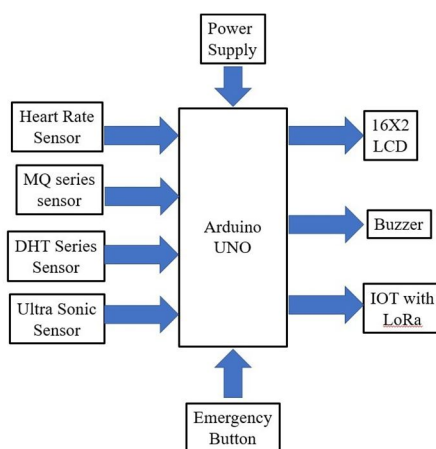 Power
Supply
Heart Rate
Sensor
MQ series
sensor
DHT Series
Sensor
Ultra Sonic
Sensor
Arduino
UNO
16X2
LCD
Buzzer
IOT with
LoRa
Emergency
Button